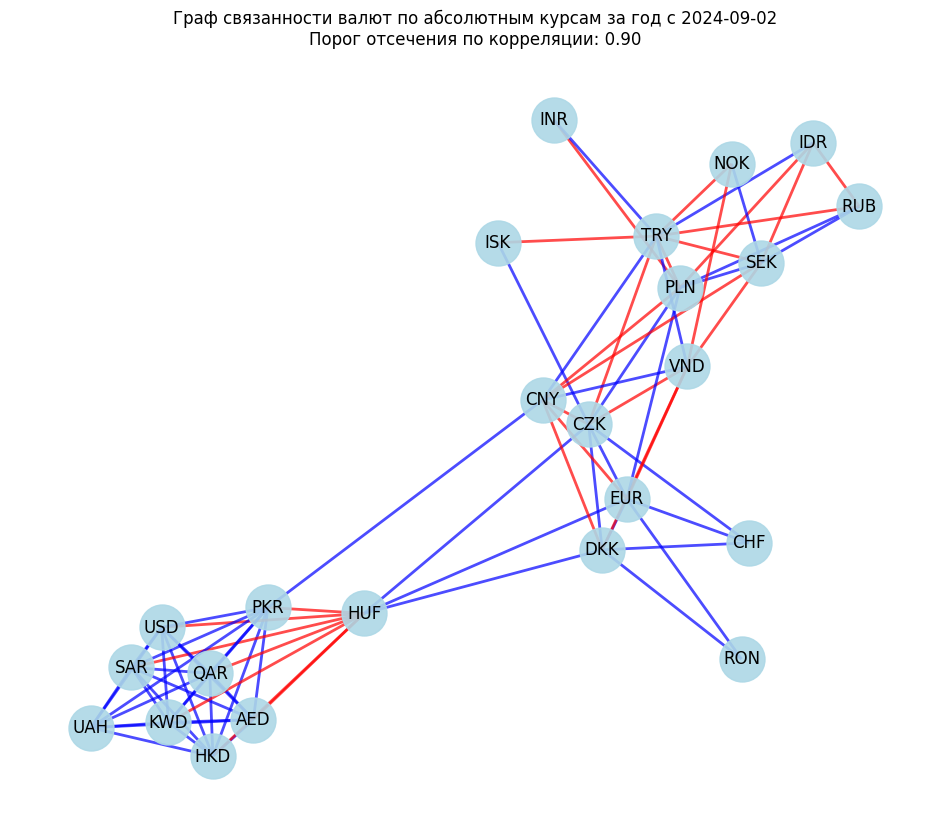 Граф связанности валют по абсолютным курсам за год с 2024-09-02
Порог отсечения по корреляции: 0.90
INR
IDR
NOK
RUB
TRY
ISK
SEK
PLN
VND
CNY
CZK
EUR
CHF
DKK
PKR
HUF
USD
RON
SAR
QAR
KWD
AED
UAH
HKD